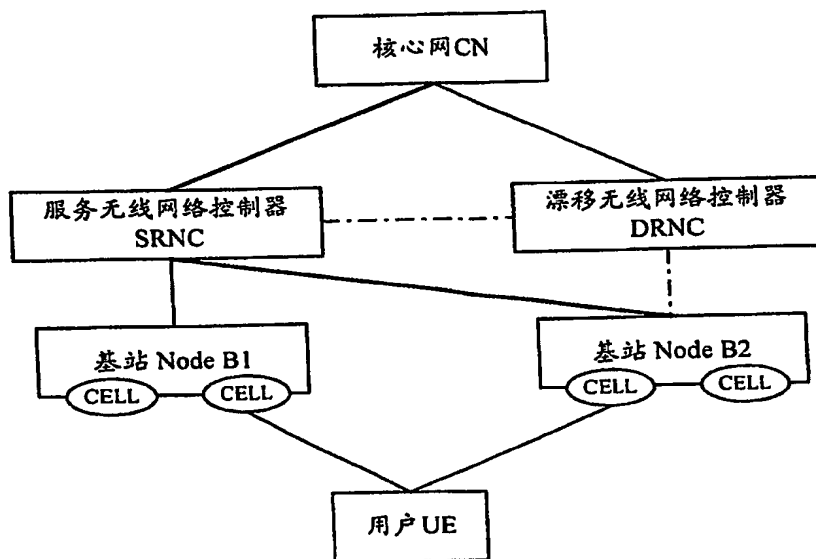 核心网CN
服务无线网络控制器
SRNC
漂移无线网络控制器
DRNC
基站 Node B1
CELL
CELL
基站 Node B2
CELL
CELL
用户UE